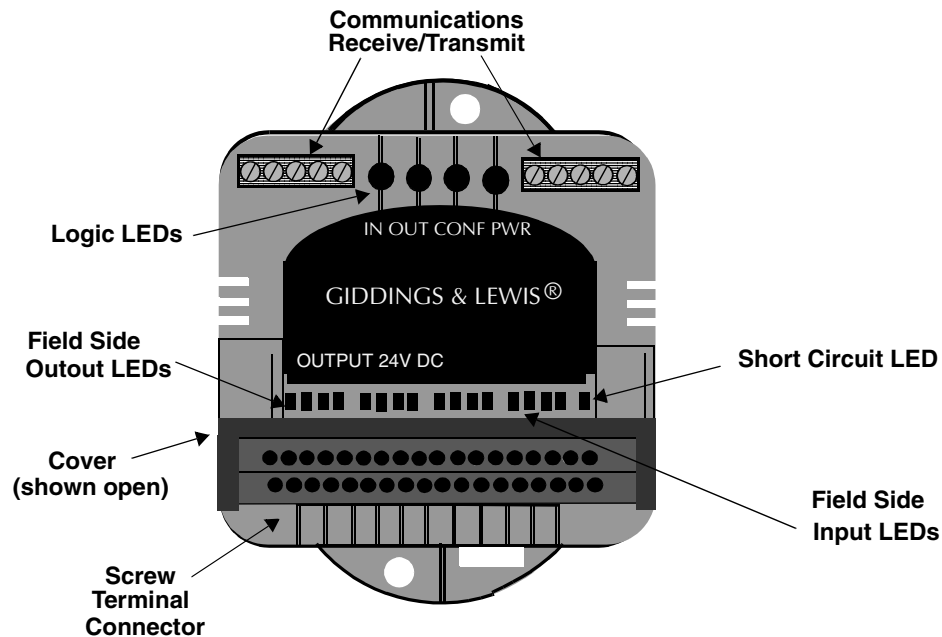 Communications
Receive/Transmit
Logic LEDs
IN OUT CONF PWR
GIDDINGS & LEWIS®
Field Side
Outout LEDs
OUTPUT 24V DC
Short Circuit LED
Cover
(shown open)
Field Side
Input LEDs
Screw
Terminal
Connector